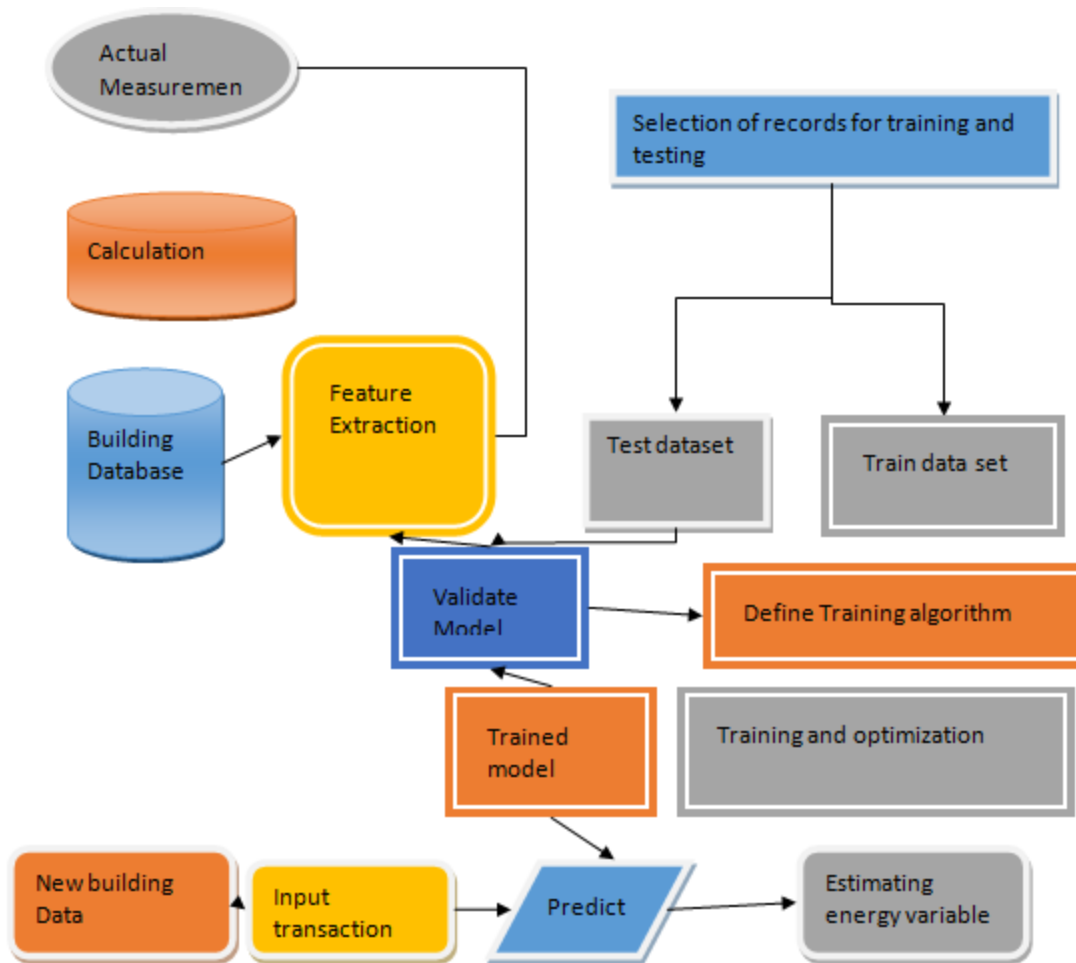 Actual
Measuremen
Selection of records for training and
testing
Calculation
Feature
Extraction
Building
Database
Test dataset
Train data set
Validate
Model
Define Training algorithm
Trained
model
Training and optimization
New building
Data
Input
transaction
Predict
Estimating
energy variable